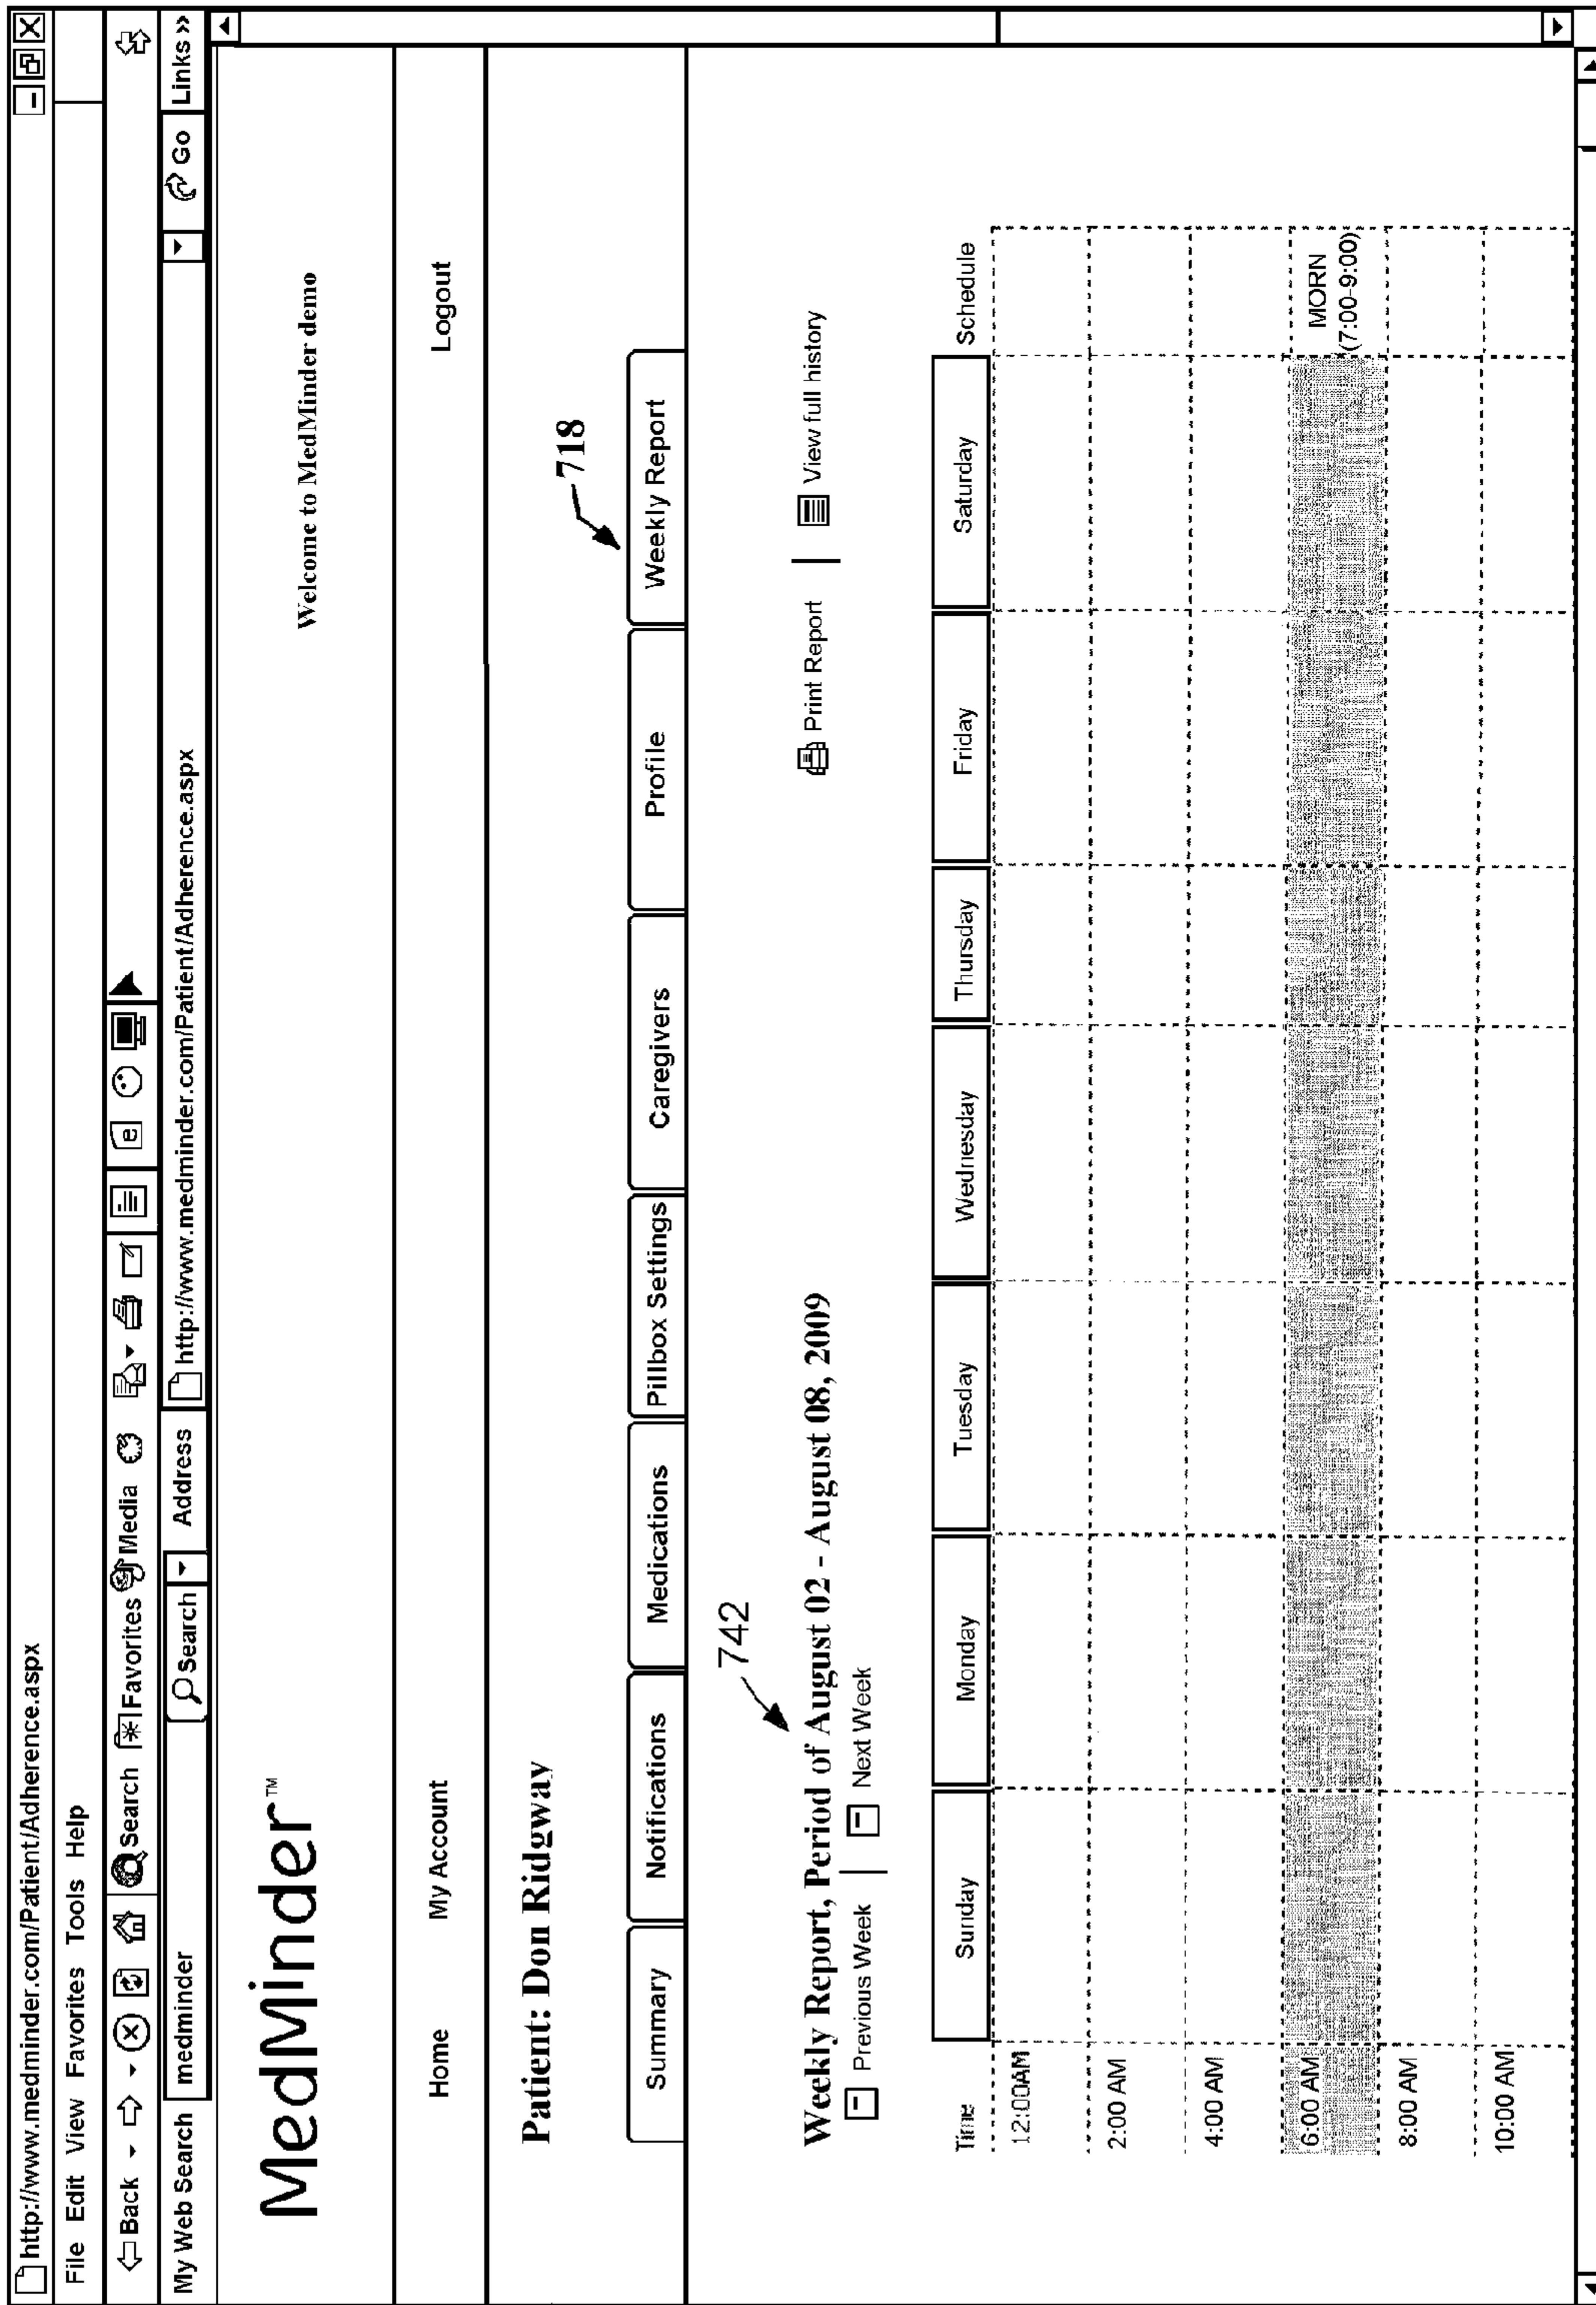 http://www.medminder.com/Patient/Adherence.aspx
File Edit View Favorites Tools Help
Back Search Favorites Media
My Web Search medminder Search Address http://www.medminder.com/Patient/Adherence.aspx Go Links »
MedMinder™ Welcome to MedMinder demo
Home My Account Logout
Patient: Don Ridgway
718
Summary Notifications Medications Pillbox Settings Caregivers Profile Weekly Report
742
Weekly Report, Period of August 02 - August 08, 2009 Print Report | View full history
Previous Week | Next Week
Time Sunday Monday Tuesday Wednesday Thursday Friday Saturday Schedule
12:00AM
2:00 AM
4:00 AM
6:00 AM MORN
(7:00-9:00)
8:00 AM
10:00 AM